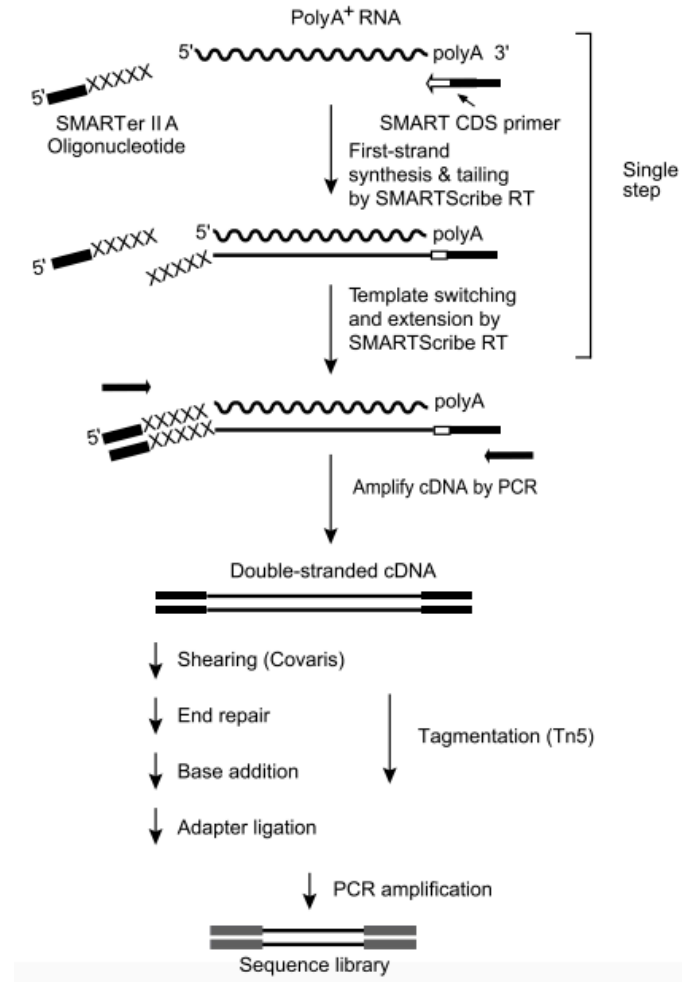 PolyA+ RNA
5' polyA 3'
5' XXXXX
SMARTer II A
Oligonucleotide
SMART CDS primer
First-strand
synthesis & tailing
by SMARTScribe RT
Single
step
5' polyA
5' XXXXX
XXXXX
Template switching
and extension by
SMARTScribe RT
polyA
5' XXXXX
XXXXX
Amplify cDNA by PCR
Double-stranded cDNA
Shearing (Covaris)
End repair
Tagmentation (Tn5)
Base addition
Adapter ligation
PCR amplification
Sequence library